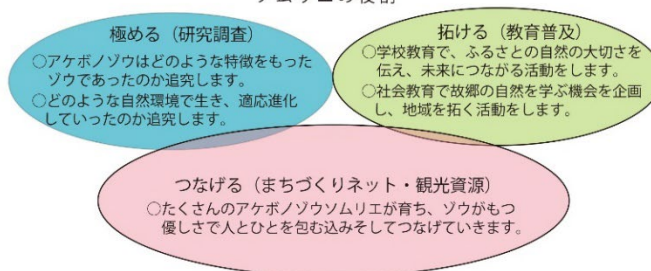 極める（研究調査）
○アケボノゾウはどのような特徴をもった
ゾウであったのか追究します。
○どのような自然環境で生き、適応進化
していったのか追究します。
拓ける（教育普及）
○学校教育で、ふるさとの自然の大切さを
伝え、未来につながる活動をします。
○社会教育で故郷の自然を学ぶ機会を企画
し、地域を拓く活動をします。
つなげる（まちづくりネット・観光資源）
○たくさんのアケボノゾウソムリエが育ち、ゾウがもつ
優しさで人とひとを包む込みそしてつなげていきます。